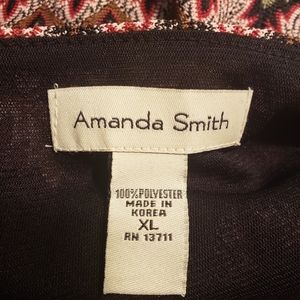 Amanda Smith
100% POLYESTER
MADE IN
KOREA
XL
RN 13711